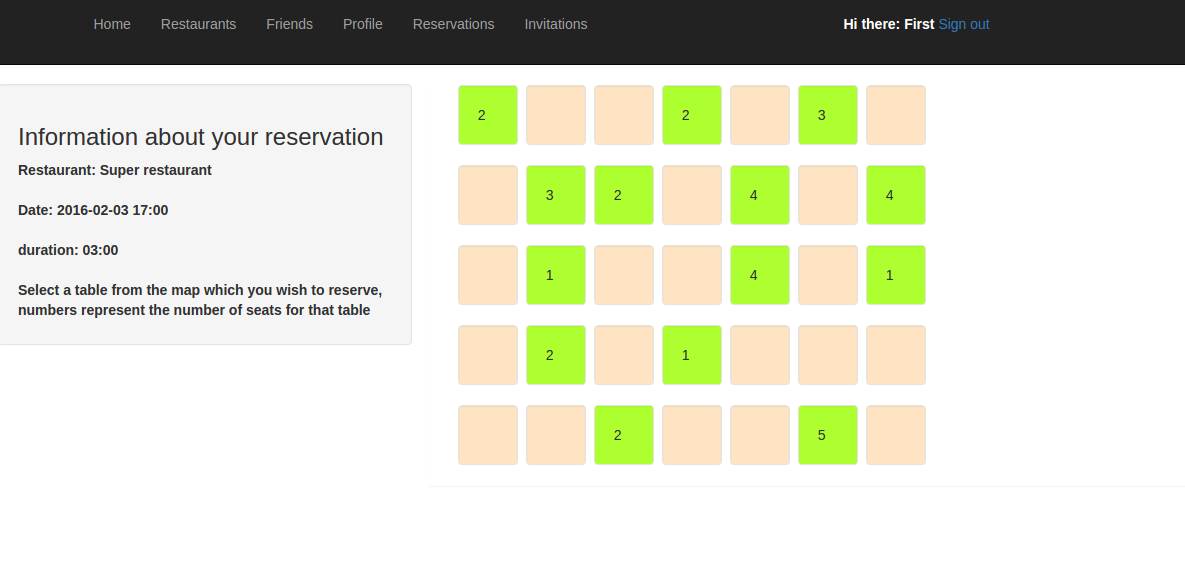 Home Restaurants Friends Profile Reservations Invitations Hi there: First Sign out
Information about your reservation
Restaurant: Super restaurant
Date: 2016-02-03 17:00
duration: 03:00
Select a table from the map which you wish to reserve,
numbers represent the number of seats for that table
2 2 3
3 2 4 4
1 4 1
2 1
2 5